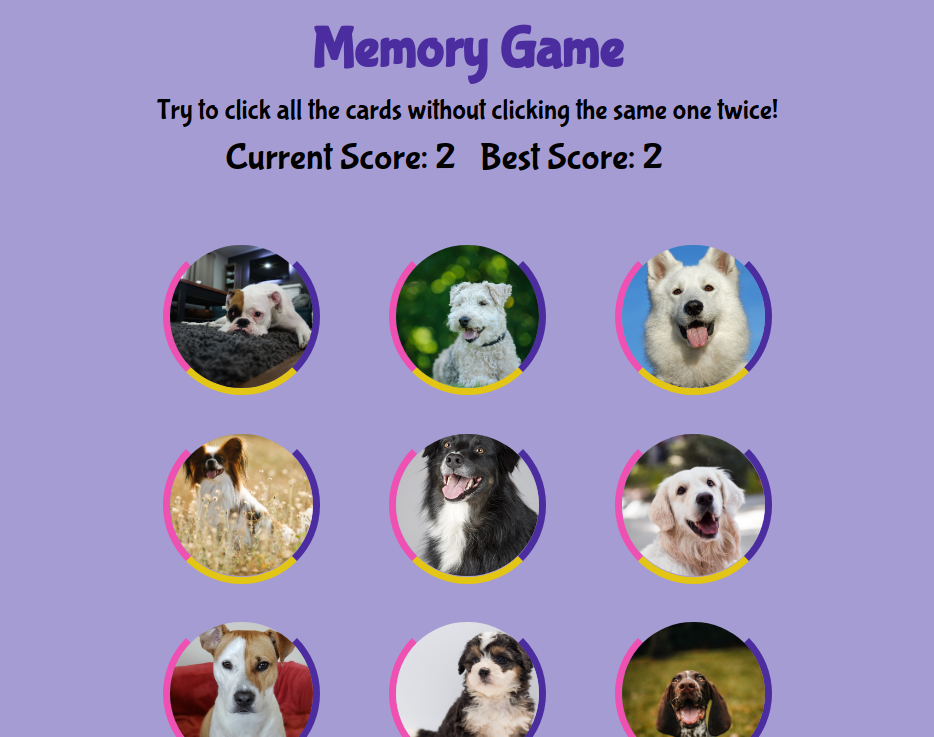 Memory Game
Try to click all the cards without clicking the same one twice!
Current Score: 2 Best Score: 2